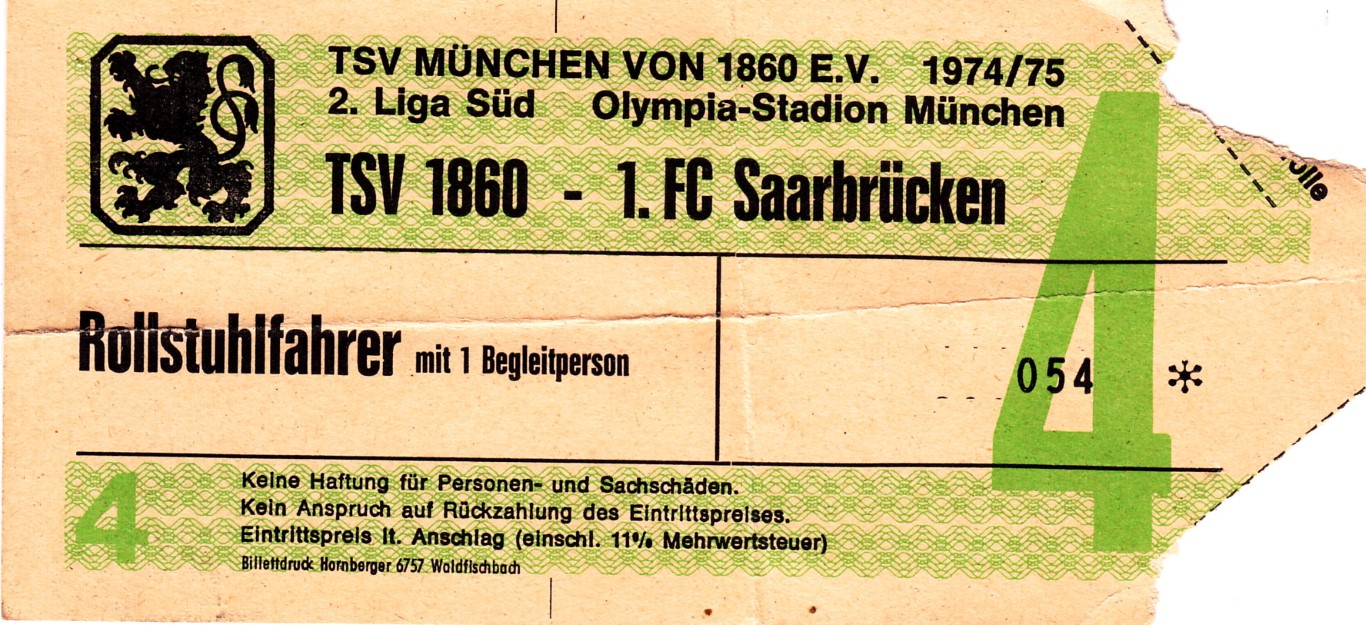 TSV MÜNCHEN VON 1860 E.V. 1974/75
2. Liga Süd Olympia-Stadion München
TSV 1860 - 1. FC Saarbrücken
Rollstuhlfahrer mit 1 Begleitperson
054 *
4
4
Keine Haftung für Personen- und Sachschäden.
Kein Anspruch auf Rückzahlung des Eintrittspreises.
Eintrittspreis lt. Anschlag (einschl. 11% Mehrwertsteuer)
Billettdruck Hornberger 6757 Waldfischbach